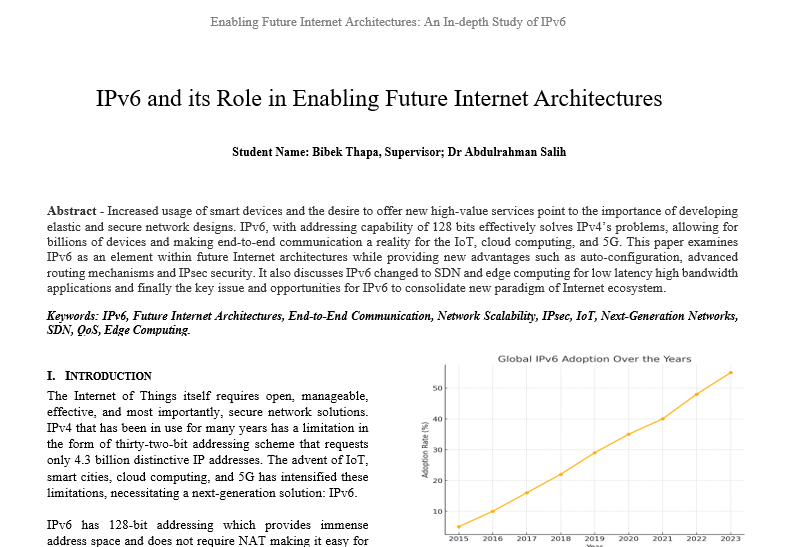 Enabling Future Internet Architectures: An In-depth Study of IPv6
IPv6 and its Role in Enabling Future Internet Architectures
Student Name: Bibek Thapa, Supervisor; Dr Abdulrahman Salih
Abstract - Increased usage of smart devices and the desire to offer new high-value services point to the importance of developing
elastic and secure network designs. IPv6, with addressing capability of 128 bits effectively solves IPv4's problems, allowing for
billions of devices and making end-to-end communication a reality for the IoT, cloud computing, and 5G. This paper examines
IPv6 as an element within future Internet architectures while providing new advantages such as auto-configuration, advanced
routing mechanisms and IPsec security. It also discusses IPv6 changed to SDN and edge computing for low latency high bandwidth
applications and finally the key issue and opportunities for IPv6 to consolidate new paradigm of Internet ecosystem.
Keywords: IPv6, Future Internet Architectures, End-to-End Communication, Network Scalability, IPsec, IoT, Next-Generation Networks,
SDN, QoS, Edge Computing.
I. INTRODUCTION
The Internet of Things itself requires open, manageable,
effective, and most importantly, secure network solutions.
IPv4 that has been in use for many years has a limitation in
the form of thirty-two-bit addressing scheme that requests
only 4.3 billion distinctive IP addresses. The advent of IoT,
smart cities, cloud computing, and 5G has intensified these
limitations, necessitating a next-generation solution: IPv6.
IPv6 has 128-bit addressing which provides immense
address space and does not require NAT making it easy for
Global IPv6 Adoption Over the Years
Adoption Rate (%)
50
40
30
20
10
2015 2016 2017 2018 2019 2020 2021 2022 2023
Year